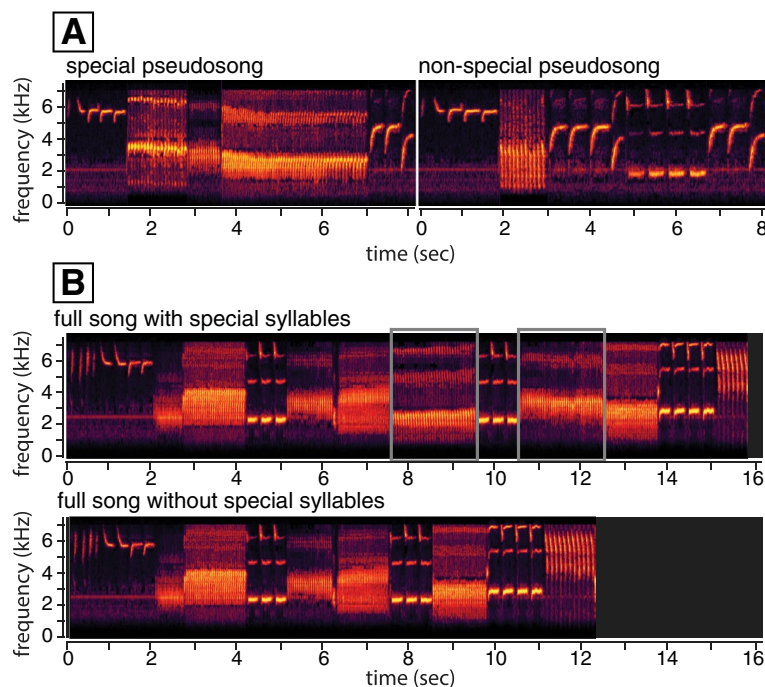 A
special pseudosong
non-special pseudosong
frequency (kHz)
6
4
2
0
0 2 4 6 8 0 2 4 6 8
time (sec)
B
full song with special syllables
frequency (kHz)
6
4
2
0
0 2 4 6 8 10 12 14 16
full song without special syllables
frequency (kHz)
6
4
2
0
0 2 4 6 8 10 12 14 16
time (sec)